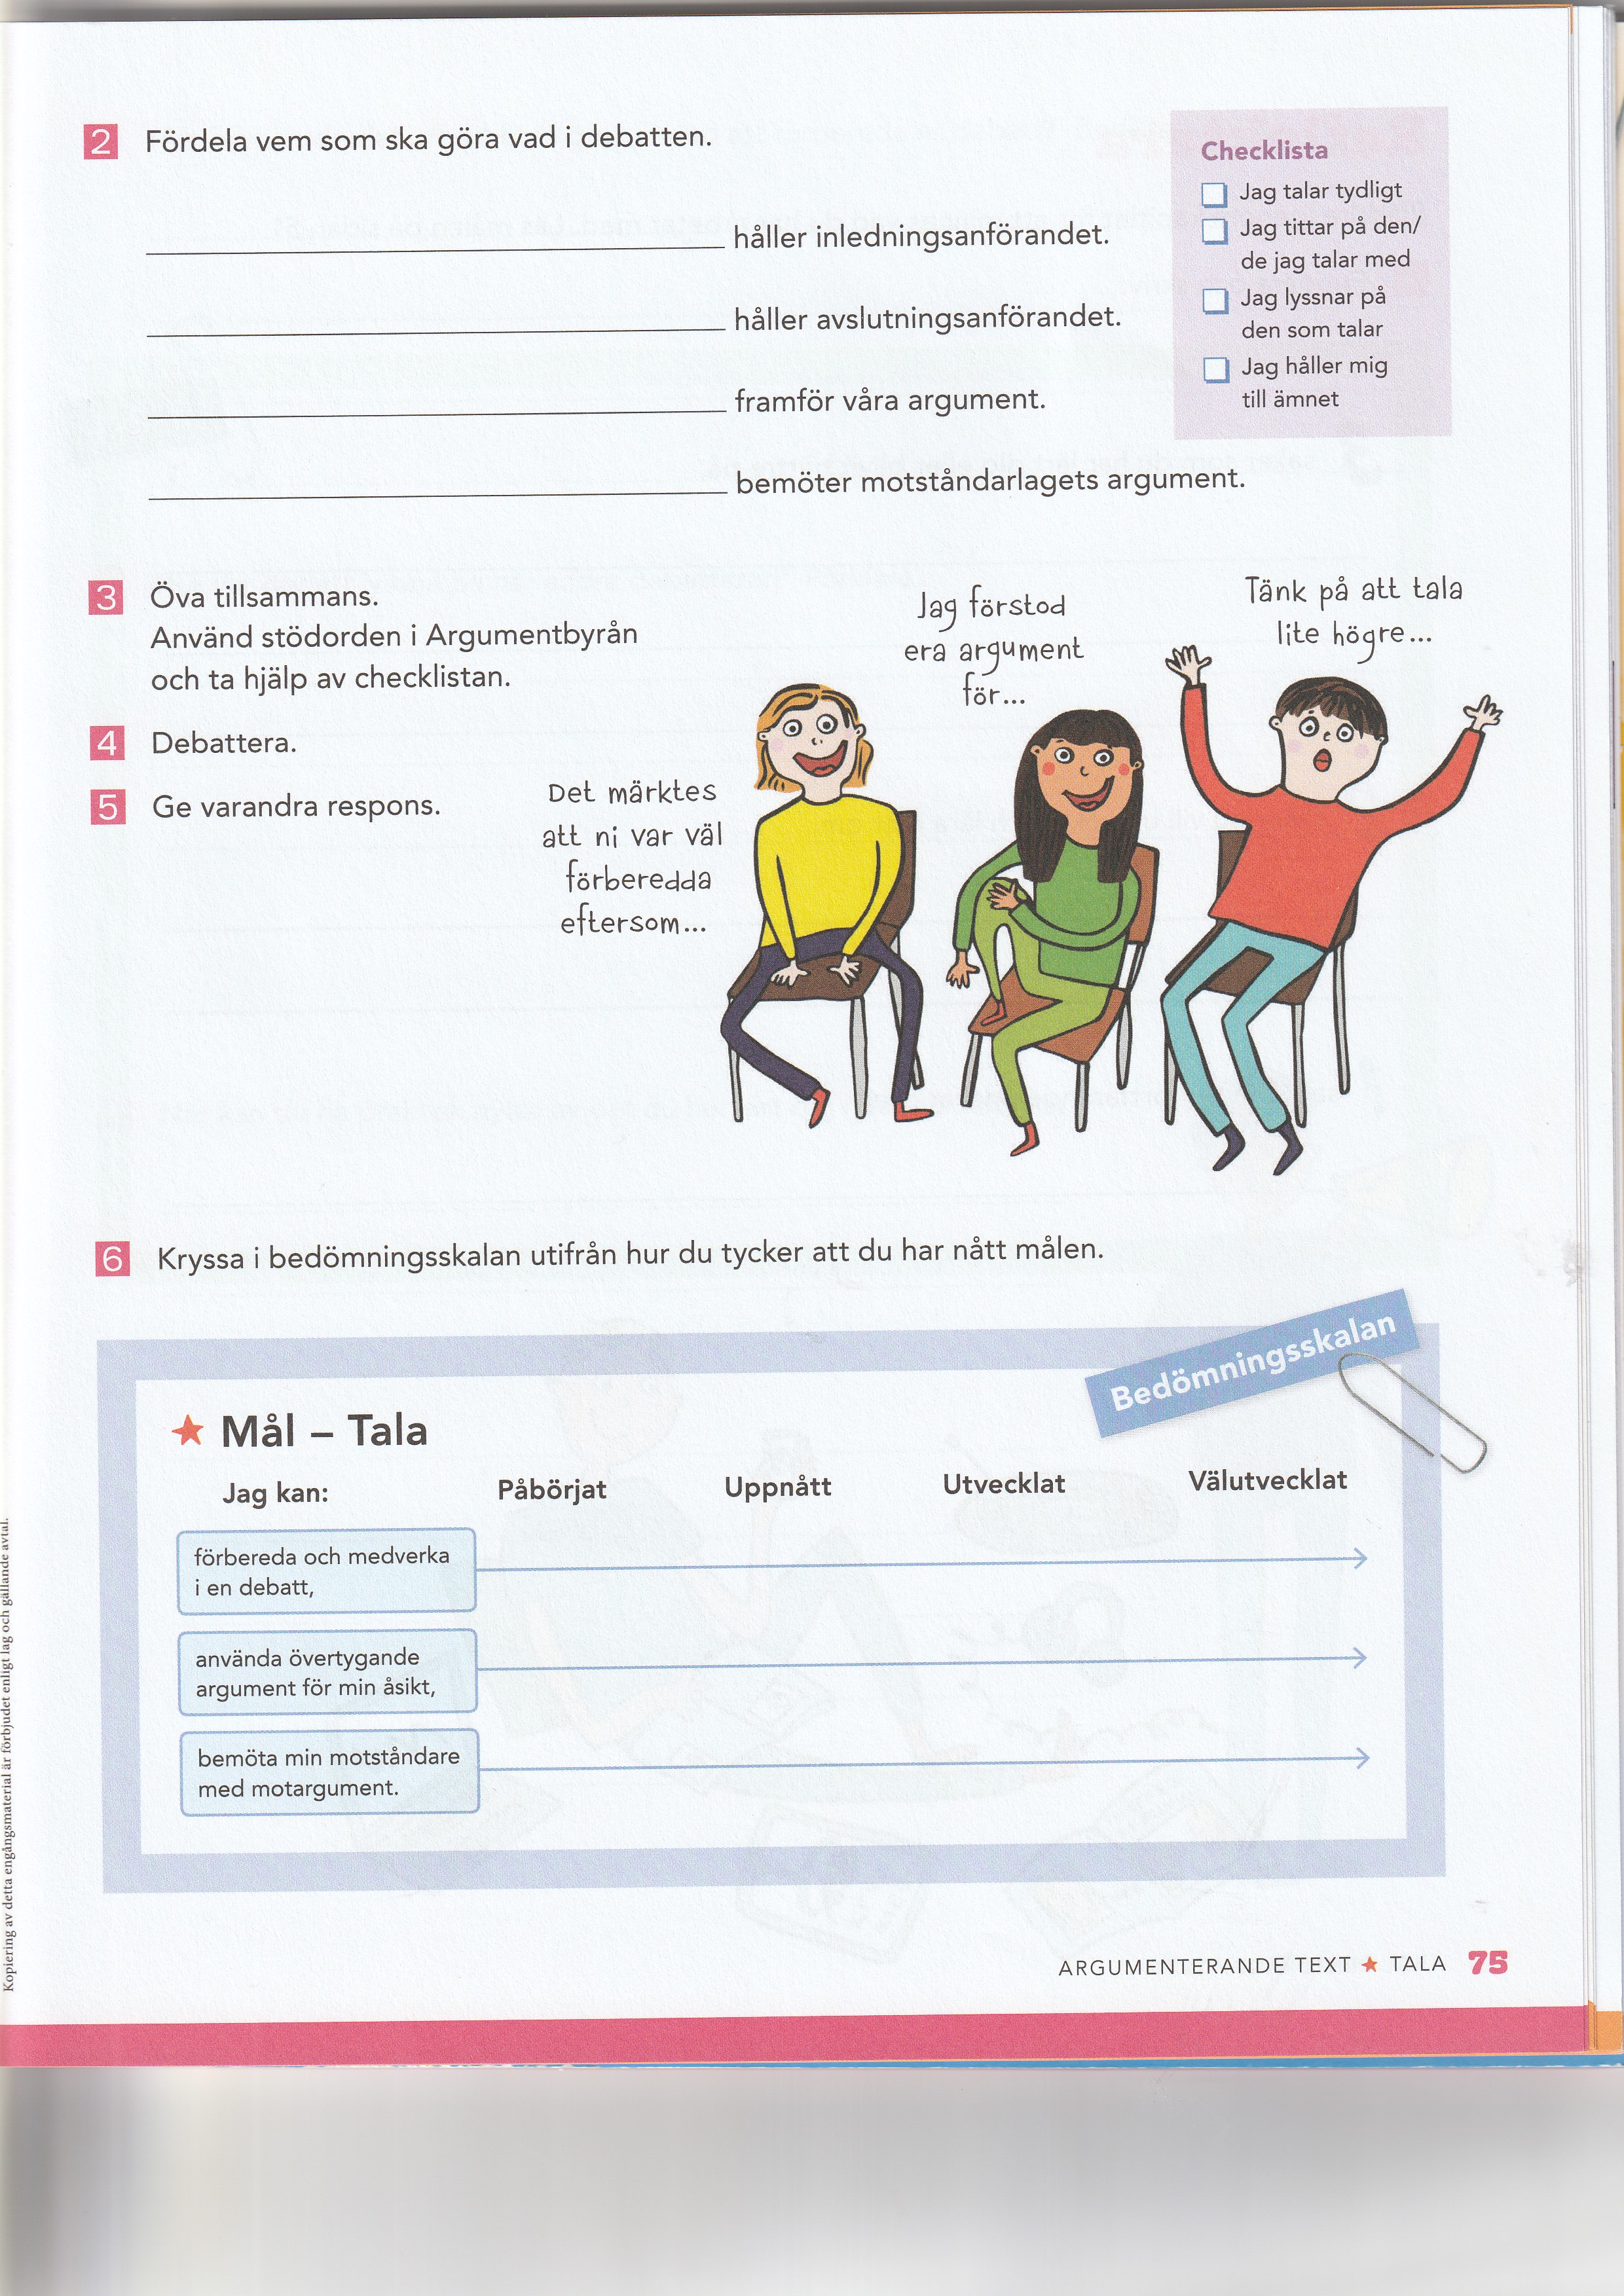 2 Fördela vem som ska göra vad i debatten.
håller inledningsanförandet.
håller avslutningsanförandet.
framför våra argument.
bemöter motståndarlagets argument.
Checklista
Jag talar tydligt
Jag tittar på den/
de jag talar med
Jag lyssnar på
den som talar
Jag håller mig
till ämnet
3 Öva tillsammans.
Använd stödorden i Argumentbyrån
och ta hjälp av checklistan.
4 Debattera.
5 Ge varandra respons.
Det märktes
att ni var väl
förberedda
eftersom...
Jag förstod
era argument
för...
Tänk på att tala
lite högre...
6 Kryssa i bedömningsskalan utifrån hur du tycker att du har nått målen.
Bedömningsskalan
Mål – Tala
Jag kan: Påbörjat Uppnått Utvecklat Välutvecklat
förbereda och medverka
i en debatt,
använda övertygande
argument för min åsikt,
bemöta min motståndare
med motargument.
Kopiering av detta engångsmaterial är förbjudet enligt lag och gällande avtal.
ARGUMENTERANDE TEXT ★ TALA 75